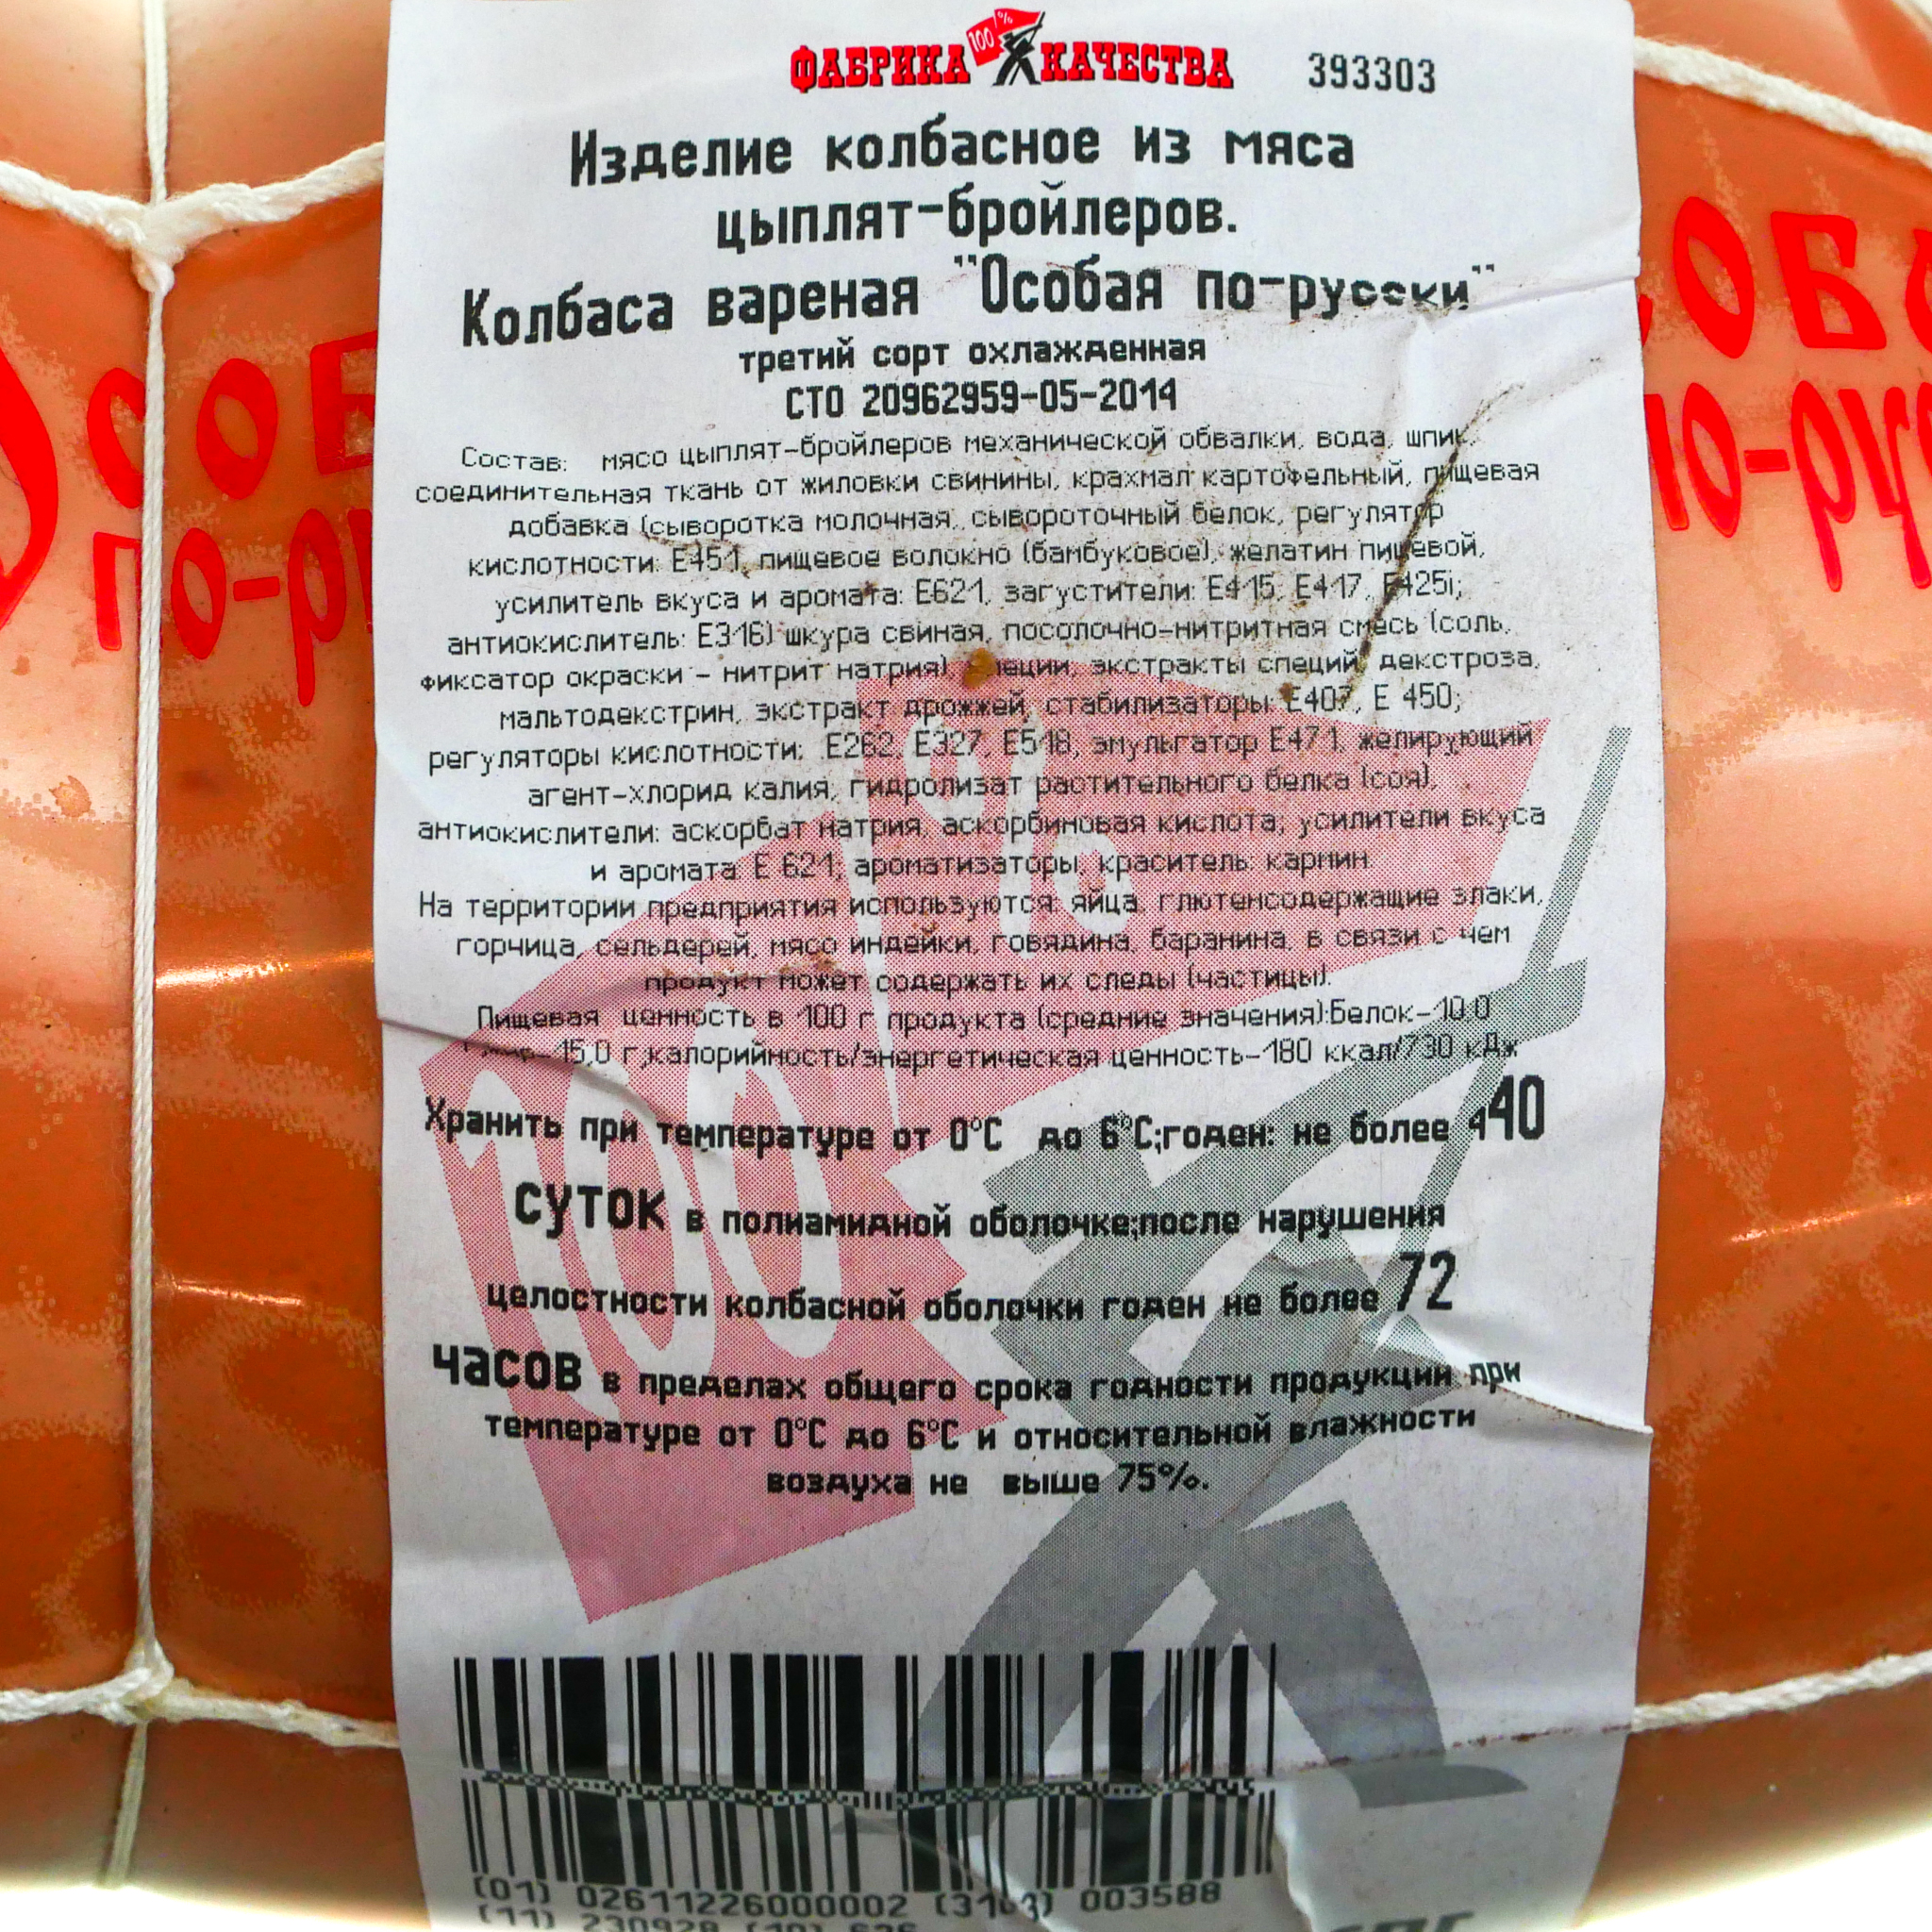 ФАБРИКА 100% КАЧЕСТВА 393303
Изделие колбасное из мяса
цыплят-бройлеров.
Колбаса вареная "Особая по-русски"
третий сорт охлажденная
СТО 20962959-05-2014
Состав: мясо цыплят-бройлеров механической обвалки, вода, шпик,
соединительная ткань от жиловки свинины, крахмал картофельный, пищевая
добавка (сыворотка молочная, сывороточный белок, регулятор
кислотности: Е451, пищевое волокно (бамбуковое), желатин пищевой,
усилитель вкуса и аромата: Е621, загустители: Е415, Е417, Е425i;
антиокислитель: Е316) шкура свиная, посолочно-нитритная смесь (соль,
фиксатор окраски - нитрит натрия), специи, экстракты специй, декстроза,
мальтодекстрин, экстракт дрожжей, стабилизаторы: Е407, Е 450;
регуляторы кислотности: Е262, Е327, Е518; эмульгатор Е471, желирующий
агент-хлорид калия, гидролизат растительного белка (соя),
антиокислители: аскорбат натрия, аскорбиновая кислота; усилители вкуса
и аромата Е 621; ароматизаторы, краситель: кармин.
На территории предприятия используются: яйца, глютенсодержащие злаки,
горчица, сельдерей, мясо индейки, говядина, баранина, в связи с чем
продукт может содержать их следы (частицы).
Пищевая ценность в 100 г продукта (средние значения):Белок-10,0
жир-15,0 г,калорийность/энергетическая ценность-180 ккал/730 кДж
Хранить при температуре от 0°С до 6°С;годен: не более 40
суток в полиамидной оболочке;после нарушения
целостности колбасной оболочки годен не более 72
часов в пределах общего срока годности продукции при
температуре от 0°С до 6°С и относительной влажности
воздуха не выше 75%.
100%
(01) 02611226000002 (3103) 003588
(11) 230928 (10) 626